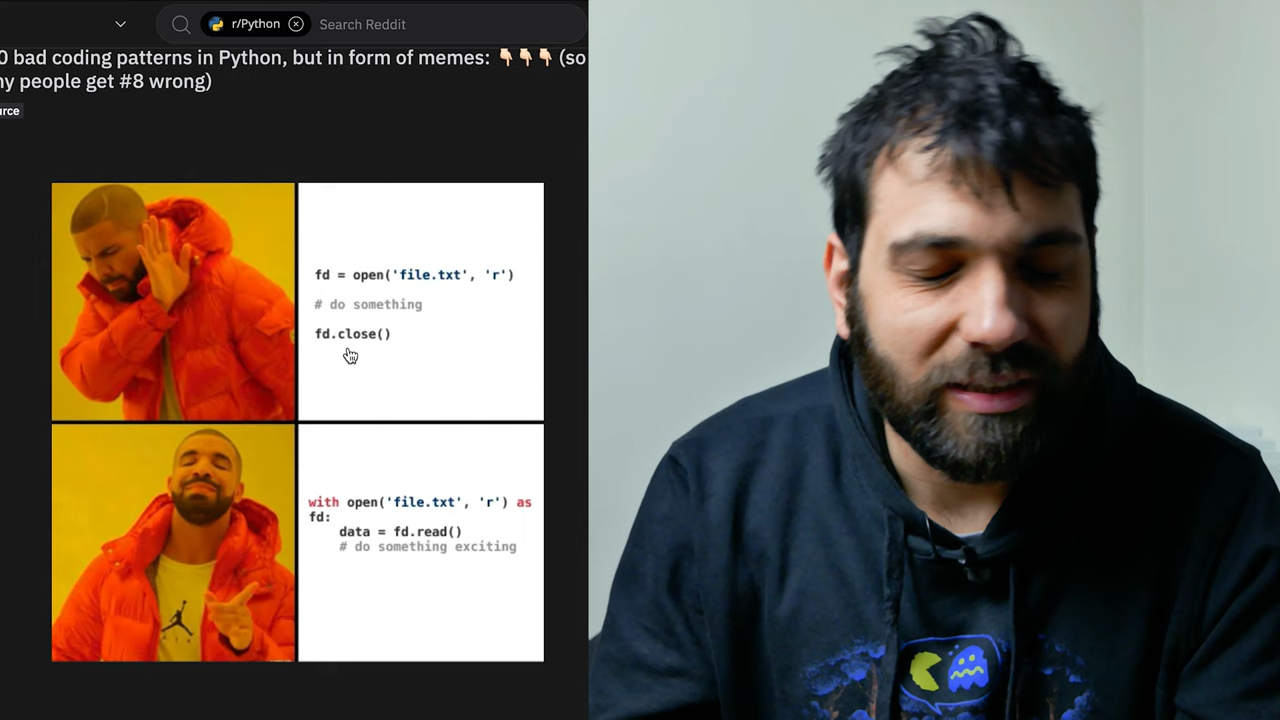 r/Python
Search Reddit
0 bad coding patterns in Python, but in form of memes: 👇🏻👇🏻👇🏻 (so
ny people get #8 wrong)
urce
fd = open('file.txt', 'r')
# do something
fd.close()
with open('file.txt', 'r') as
fd:
data = fd.read()
# do something exciting